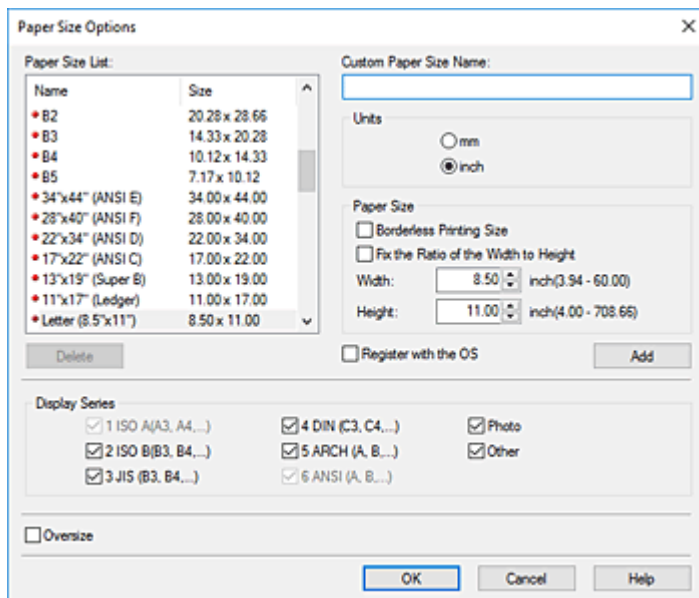 Paper Size Options
Paper Size List:
Name Size
B2 20.28 x 28.66
B3 14.33 x 20.28
B4 10.12 x 14.33
B5 7.17 x 10.12
34"x44" (ANSI E) 34.00 x 44.00
28"x40" (ANSI F) 28.00 x 40.00
22"x34" (ANSI D) 22.00 x 34.00
17"x22" (ANSI C) 17.00 x 22.00
13"x19" (Super B) 13.00 x 19.00
11"x17" (Ledger) 11.00 x 17.00
Letter (8.5"x11") 8.50 x 11.00
Delete
Custom Paper Size Name:
Units
mm
inch
Paper Size
Borderless Printing Size
Fix the Ratio of the Width to Height
Width: 8.50 inch(3.94 - 60.00)
Height: 11.00 inch(4.00 - 708.66)
Register with the OS Add
Display Series
1 ISO A(A3, A4,...) 4 DIN (C3, C4,...) Photo
2 ISO B(B3, B4,...) 5 ARCH (A, B,...) Other
3 JIS (B3, B4,...) 6 ANSI (A, B,...)
Oversize
OK Cancel Help